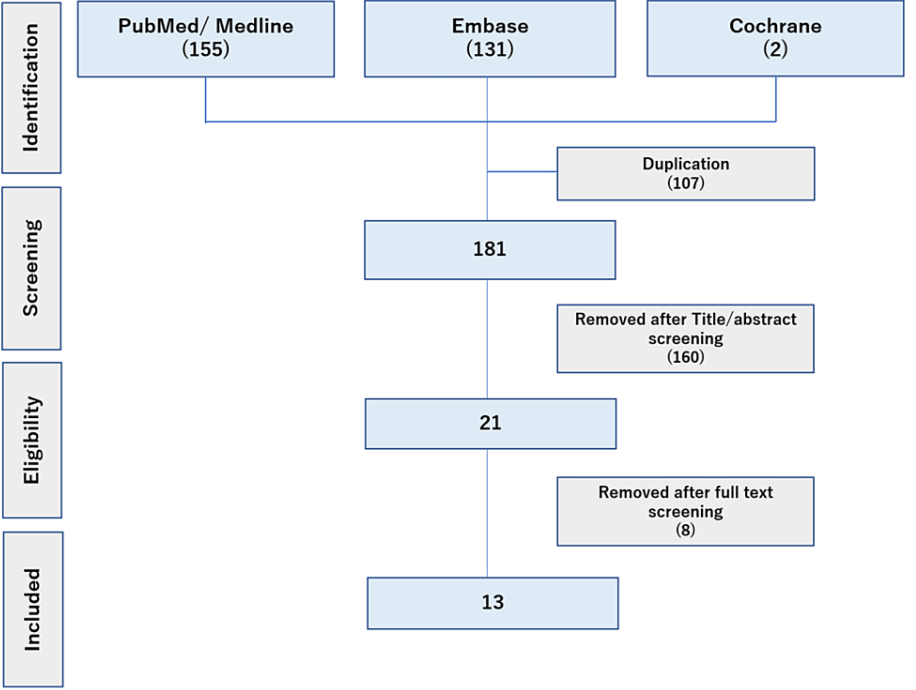 Identification
PubMed/ Medline
(155)
Embase
(131)
Cochrane
(2)
Duplication
(107)
Screening
181
Removed after Title/abstract
screening
(160)
Eligibility
21
Removed after full text
screening
(8)
Included
13